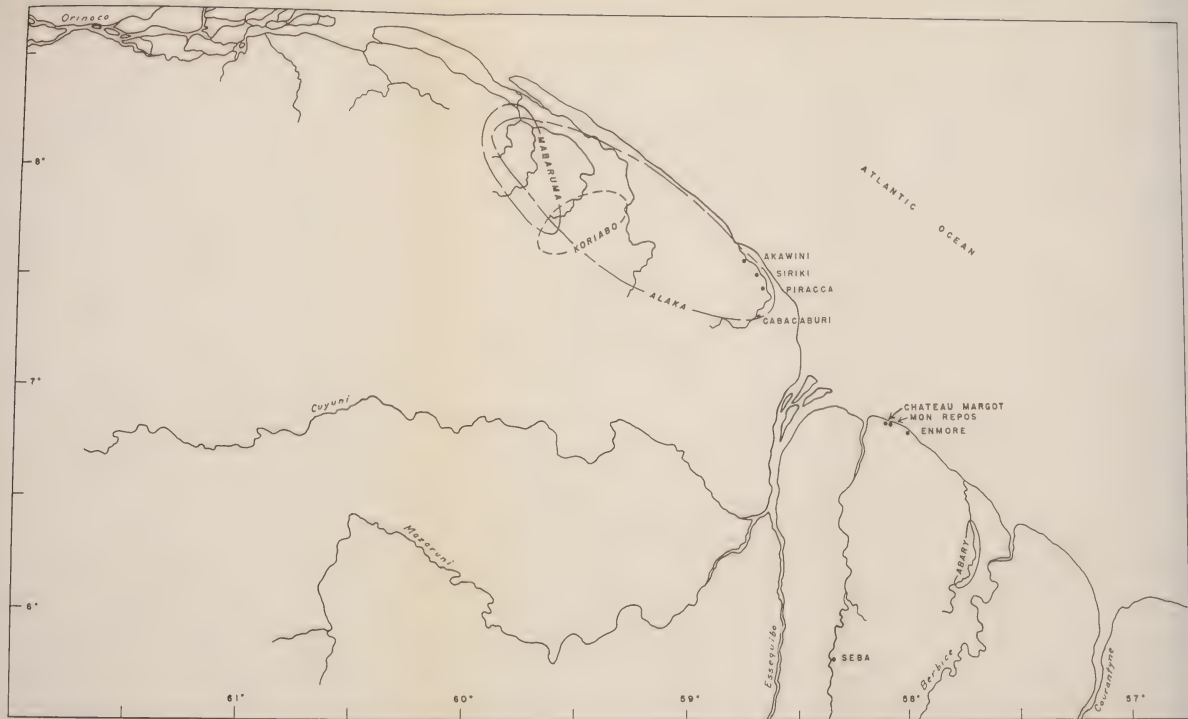 Orinoco
8°
MABARUMA
KORIABO
ALAKA
ATLANTIC OCEAN
AKAWINI
SIRIKI
PIRACCA
CABACABURI
7°
Cuyuni
CHATEAU MARGOT
MON REPOS
ENMORE
Mazaruni
ABARY
6°
Essequibo
SEBA
Berbice
Courantyne
61°
60°
59°
58°
57°